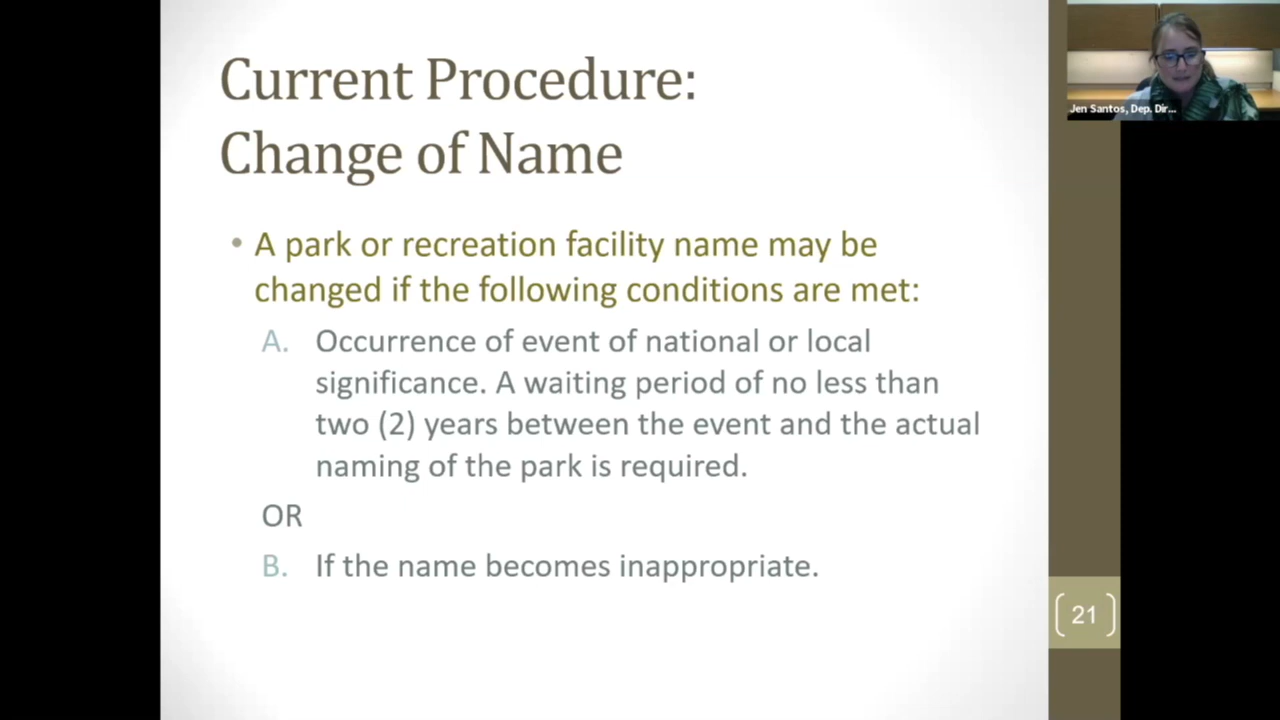 Current Procedure:
Change of Name
• A park or recreation facility name may be
changed if the following conditions are met:
A. Occurrence of event of national or local
significance. A waiting period of no less than
two (2) years between the event and the actual
naming of the park is required.
OR
B. If the name becomes inappropriate.
21
Jen Santos, Dep. Dir...